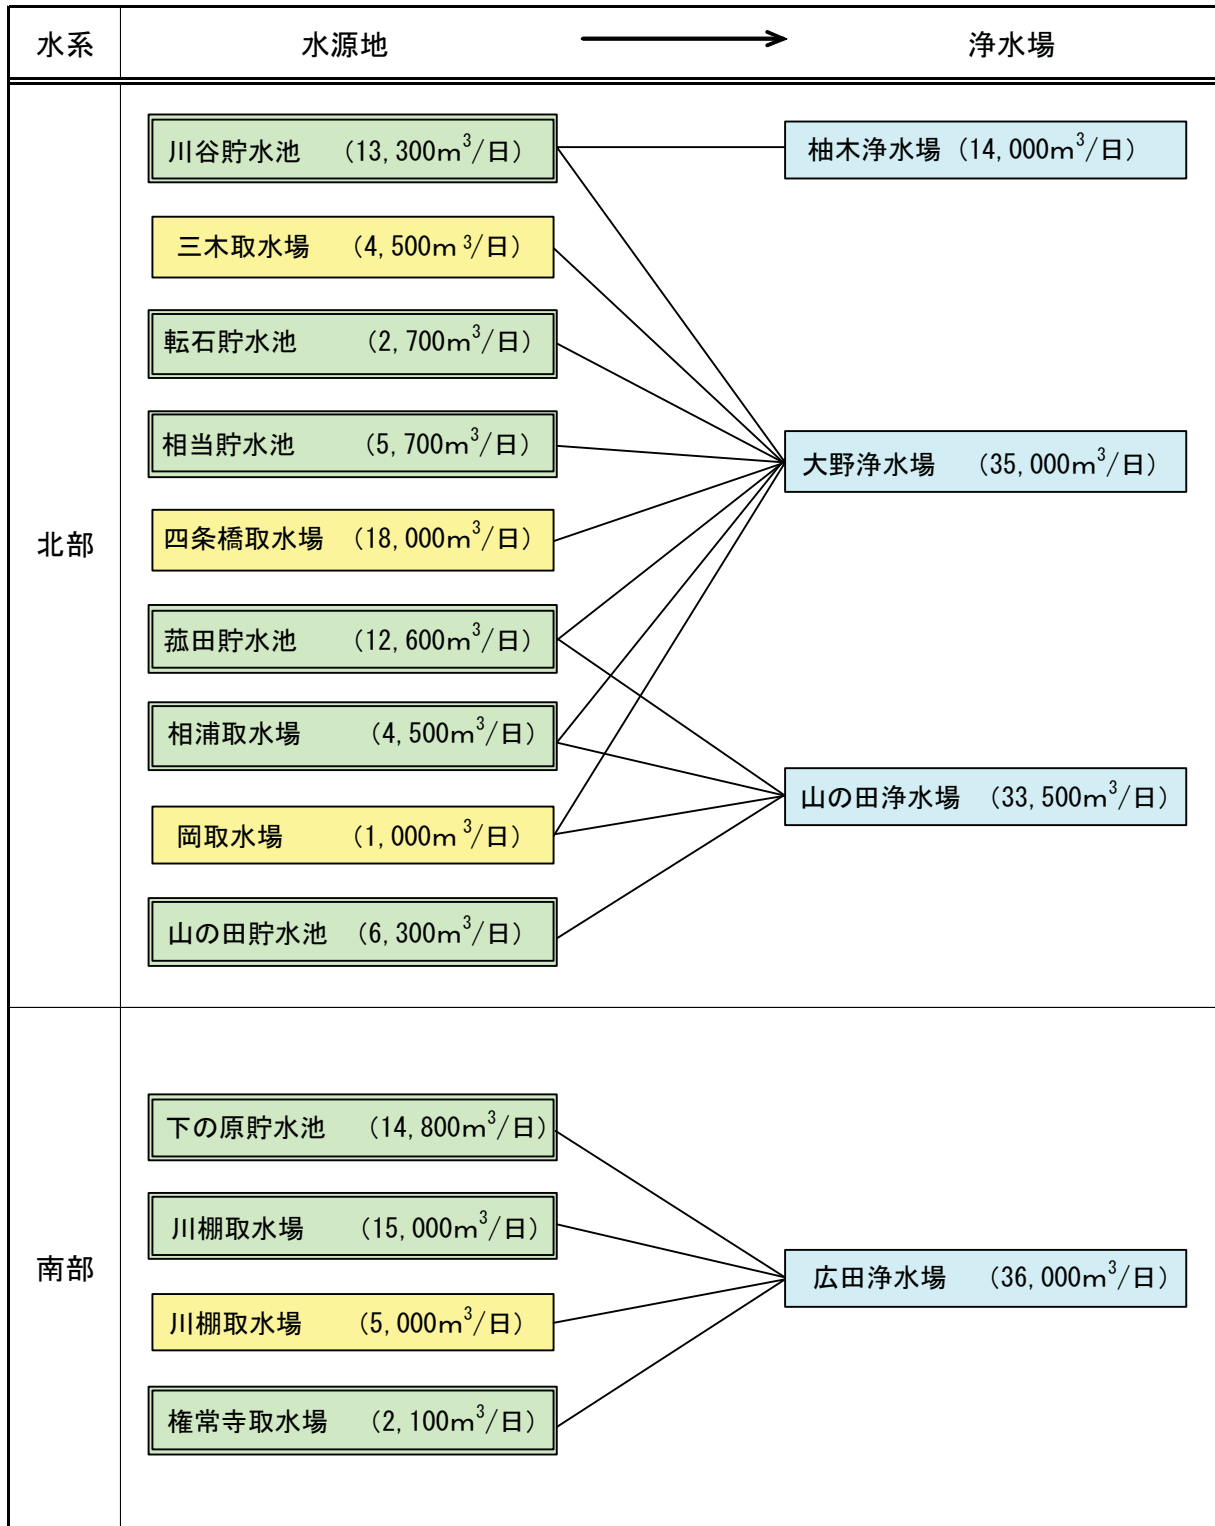 水系 水源地 浄水場
川谷貯水池 (13,300m³/日) 柚木浄水場 (14,000m³/日)
三木取水場 (4,500m³/日)
転石貯水池 (2,700m³/日)
相当貯水池 (5,700m³/日) 大野浄水場 (35,000m³/日)
北部 四条橋取水場 (18,000m³/日)
菰田貯水池 (12,600m³/日)
相浦取水場 (4,500m³/日)
山の田浄水場 (33,500m³/日)
岡取水場 (1,000m³/日)
山の田貯水池 (6,300m³/日)
下の原貯水池 (14,800m³/日)
川棚取水場 (15,000m³/日)
南部 広田浄水場 (36,000m³/日)
川棚取水場 (5,000m³/日)
権常寺取水場 (2,100m³/日)